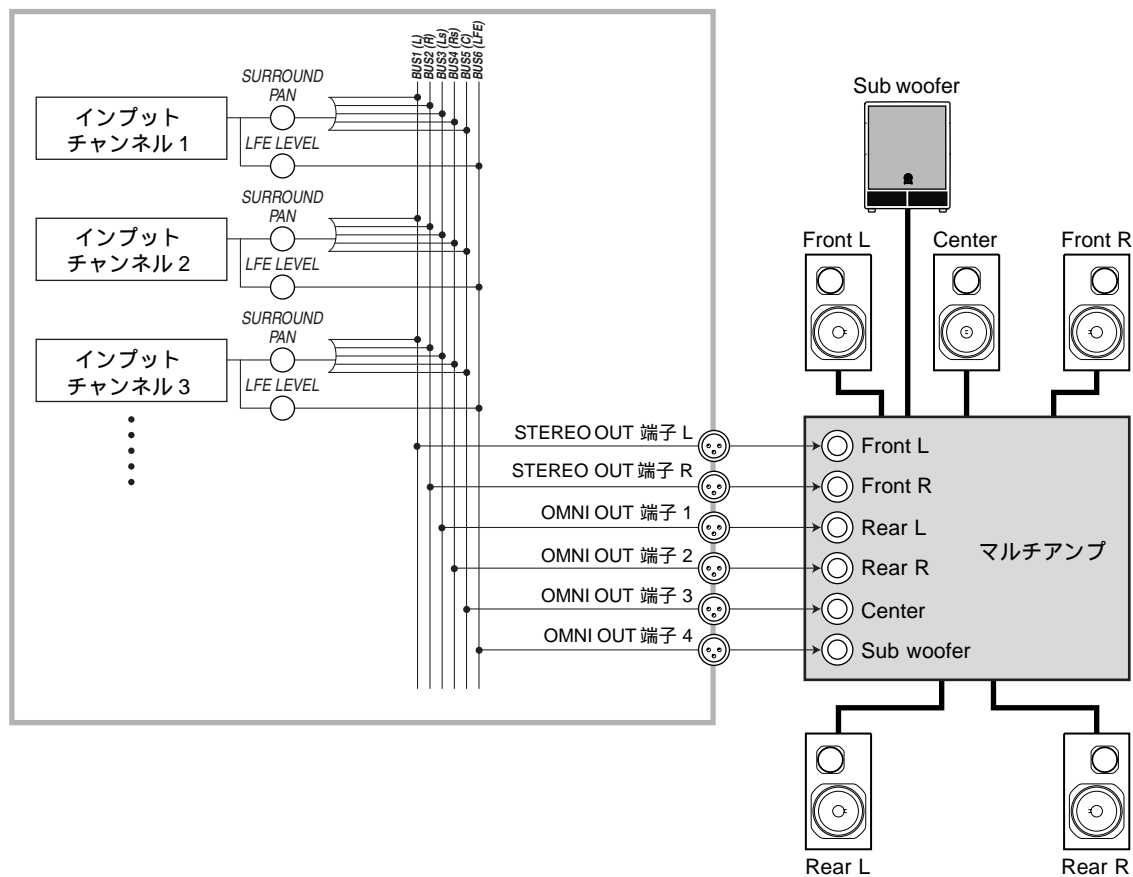 BUS1 (L)
BUS2 (R)
BUS3 (Ls)
BUS4 (Rs)
BUS5 (C)
BUS6 (LFE)
SURROUND
PAN
インプット
チャンネル 1
LFE LEVEL
SURROUND
PAN
インプット
チャンネル 2
LFE LEVEL
SURROUND
PAN
インプット
チャンネル 3
LFE LEVEL
STEREO OUT 端子 L
STEREO OUT 端子 R
OMNI OUT 端子 1
OMNI OUT 端子 2
OMNI OUT 端子 3
OMNI OUT 端子 4
Sub woofer
Front L
Center
Front R
Front L
Front R
Rear L
Rear R
Center
Sub woofer
マルチアンプ
Rear L
Rear R